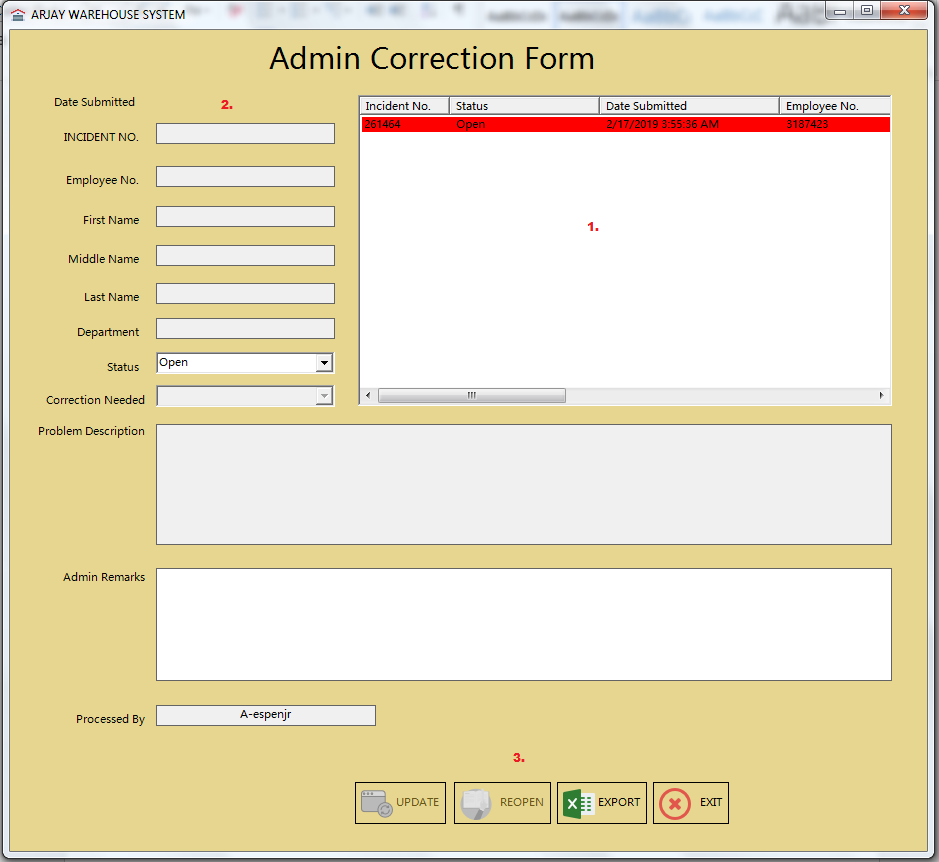 ARJAY WAREHOUSE SYSTEM
Admin Correction Form
Date Submitted
2.
INCIDENT NO.
Employee No.
First Name
Middle Name
Last Name
Department
Status
Open
Correction Needed
Incident No. Status Date Submitted Employee No.
261464 Open 2/17/2019 3:55:36 AM 3187423
1.
Problem Description
Admin Remarks
Processed By
A-espenjr
3.
UPDATE REOPEN EXPORT EXIT